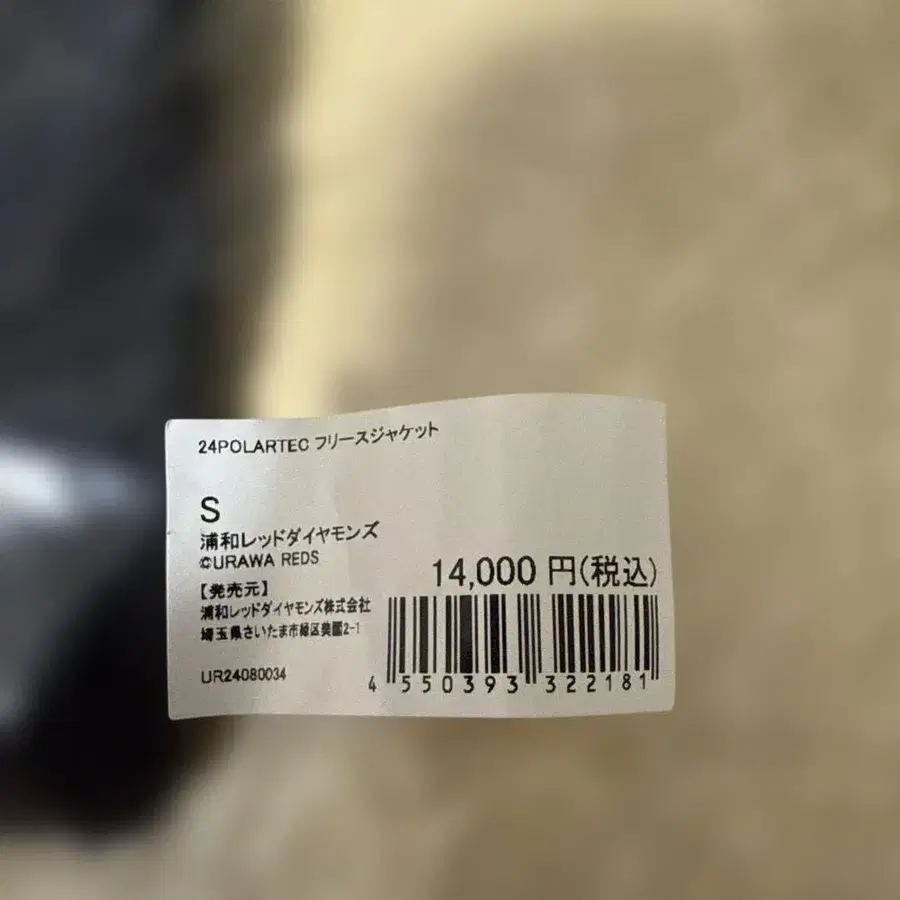 24POLARTEC フリースジャケット
S
浦和レッドダイヤモンズ
©URAWA REDS
14,000 円(税込)
【発売元】
浦和レッドダイヤモンズ株式会社
埼玉県さいたま市緑区美園2-1
UR24080034
4 550393 322181